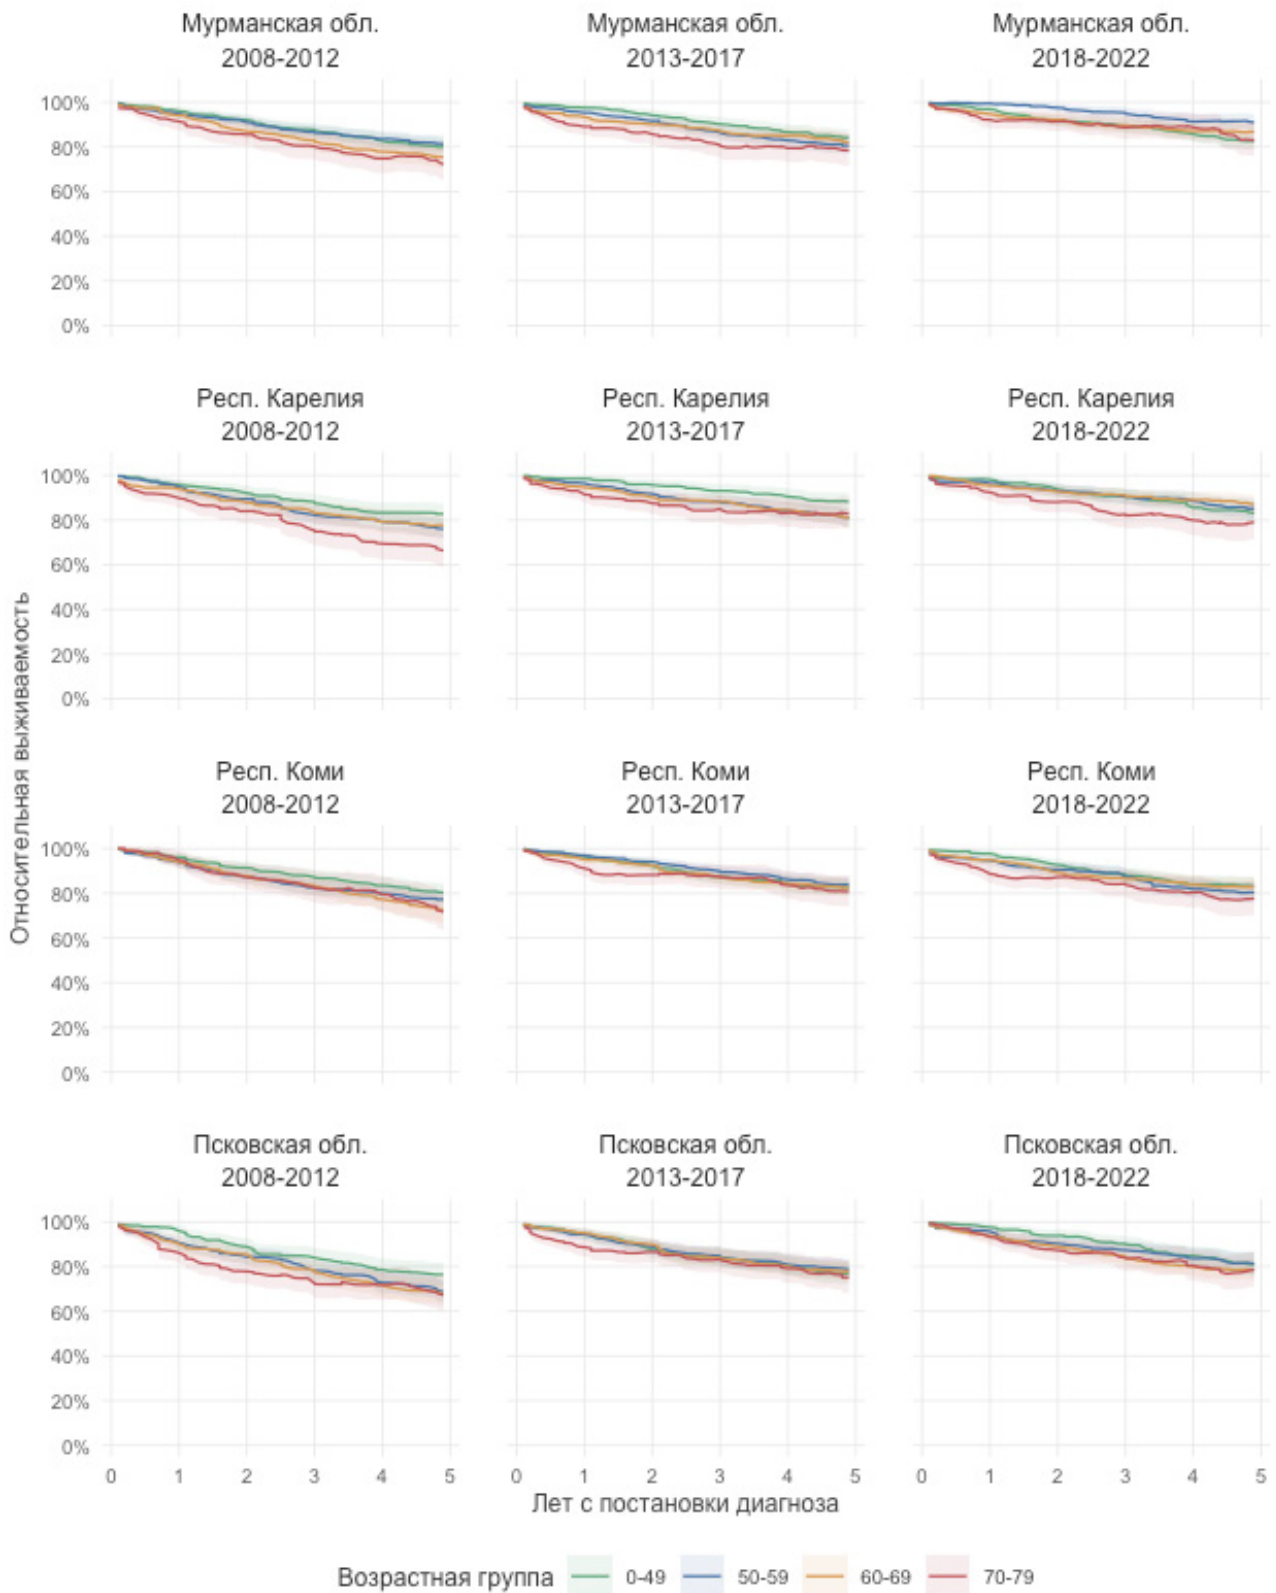 Мурманская обл.
2008-2012
Мурманская обл.
2013-2017
Мурманская обл.
2018-2022
100%
80%
60%
40%
20%
0%
Респ. Карелия
2008-2012
Респ. Карелия
2013-2017
Респ. Карелия
2018-2022
100%
80%
60%
40%
20%
0%
Относительная выживаемость
Респ. Коми
2008-2012
Респ. Коми
2013-2017
Респ. Коми
2018-2022
100%
80%
60%
40%
20%
0%
Псковская обл.
2008-2012
Псковская обл.
2013-2017
Псковская обл.
2018-2022
100%
80%
60%
40%
20%
0%
0 1 2 3 4 5
0 1 2 3 4 5
0 1 2 3 4 5
Лет с постановки диагноза
Возрастная группа 0-49 50-59 60-69 70-79